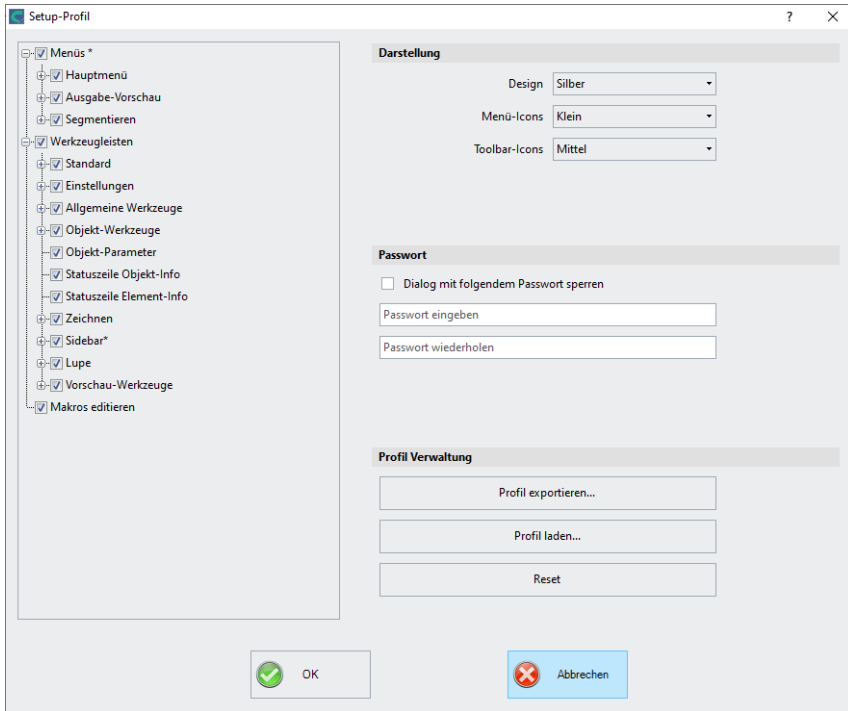 Setup-Profil
?
Menüs *
Hauptmenü
Ausgabe-Vorschau
Segmentieren
Werkzeugleisten
Standard
Einstellungen
Allgemeine Werkzeuge
Objekt-Werkzeuge
Objekt-Parameter
Statuszeile Objekt-Info
Statuszeile Element-Info
Zeichnen
Sidebar*
Lupe
Vorschau-Werkzeuge
Makros editieren
Darstellung
Design Silber
Menü-Icons Klein
Toolbar-Icons Mittel
Passwort
Dialog mit folgendem Passwort sperren
Passwort eingeben
Passwort wiederholen
Profil Verwaltung
Profil exportieren...
Profil laden...
Reset
OK
Abbrechen